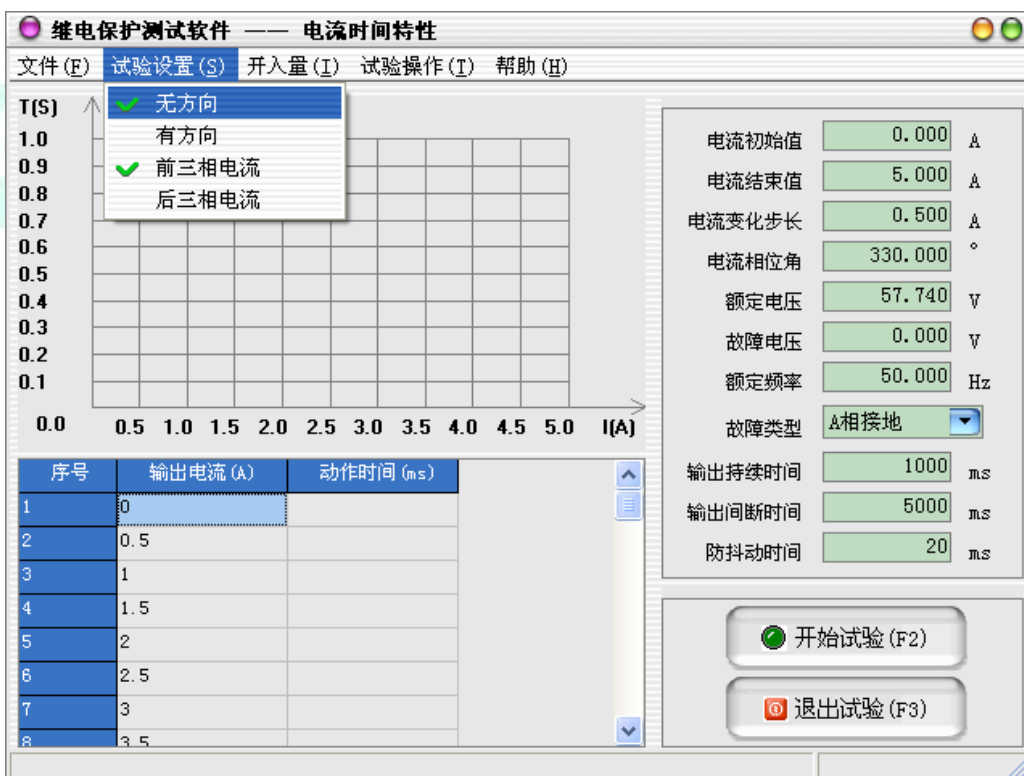 继电保护测试软件 —— 电流时间特性
文件(F) 试验设置(S) 开入量(I) 试验操作(T) 帮助(H)
无方向
有方向
前三相电流
后三相电流
T(S)
1.0
0.9
0.8
0.7
0.6
0.5
0.4
0.3
0.2
0.1
0.0 0.5 1.0 1.5 2.0 2.5 3.0 3.5 4.0 4.5 5.0 I(A)
序号 输出电流(A) 动作时间(ms)
1 0
2 0.5
3 1
4 1.5
5 2
6 2.5
7 3
8 3.5
电流初始值 0.000 A
电流结束值 5.000 A
电流变化步长 0.500 A
电流相位角 330.000 °
额定电压 57.740 V
故障电压 0.000 V
额定频率 50.000 Hz
故障类型 A相接地
输出持续时间 1000 ms
输出间断时间 5000 ms
防抖动时间 20 ms
开始试验(F2)
退出试验(F3)